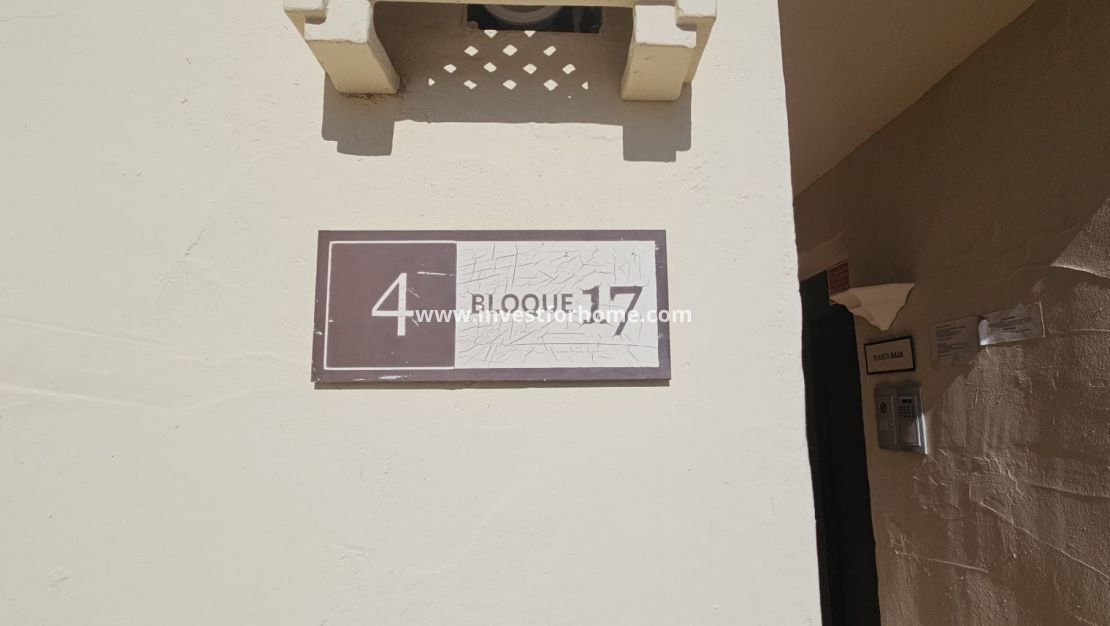 4 BLOQUE 17
www.investforhome.com
PLANTA BAJA